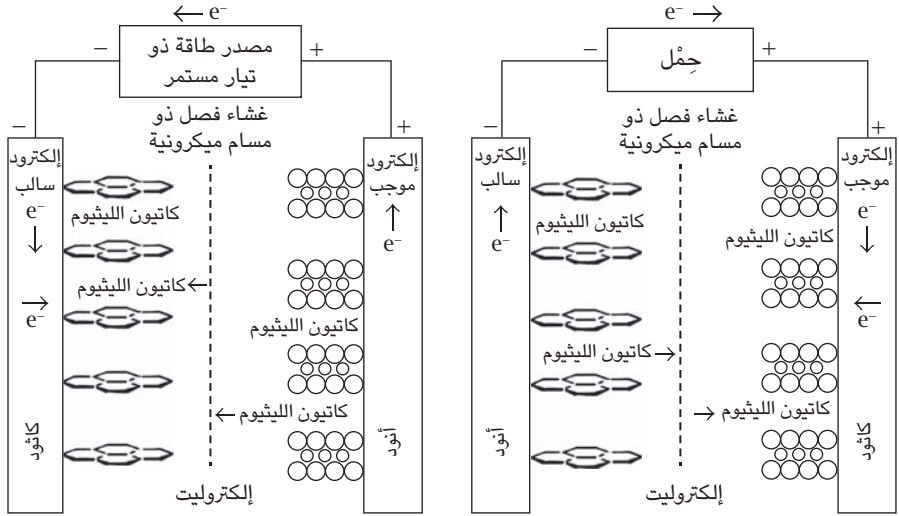 e⁻
− مصدر طاقة ذو +
تيار مستمر
غشاء فصل ذو
مسام ميكرونية
−
+
إلكترود
سالب
e⁻
إلكترود
موجب
e⁻
كاتيون الليثيوم
كاتيون الليثيوم
e⁻
كاتيون الليثيوم
كاتيون الليثيوم
كاثود
أنود
إلكتروليت
e⁻
− حِمْل +
غشاء فصل ذو
مسام ميكرونية
−
+
إلكترود
سالب
e⁻
إلكترود
موجب
e⁻
كاتيون الليثيوم
كاتيون الليثيوم
e⁻
كاتيون الليثيوم
كاتيون الليثيوم
أنود
كاثود
إلكتروليت